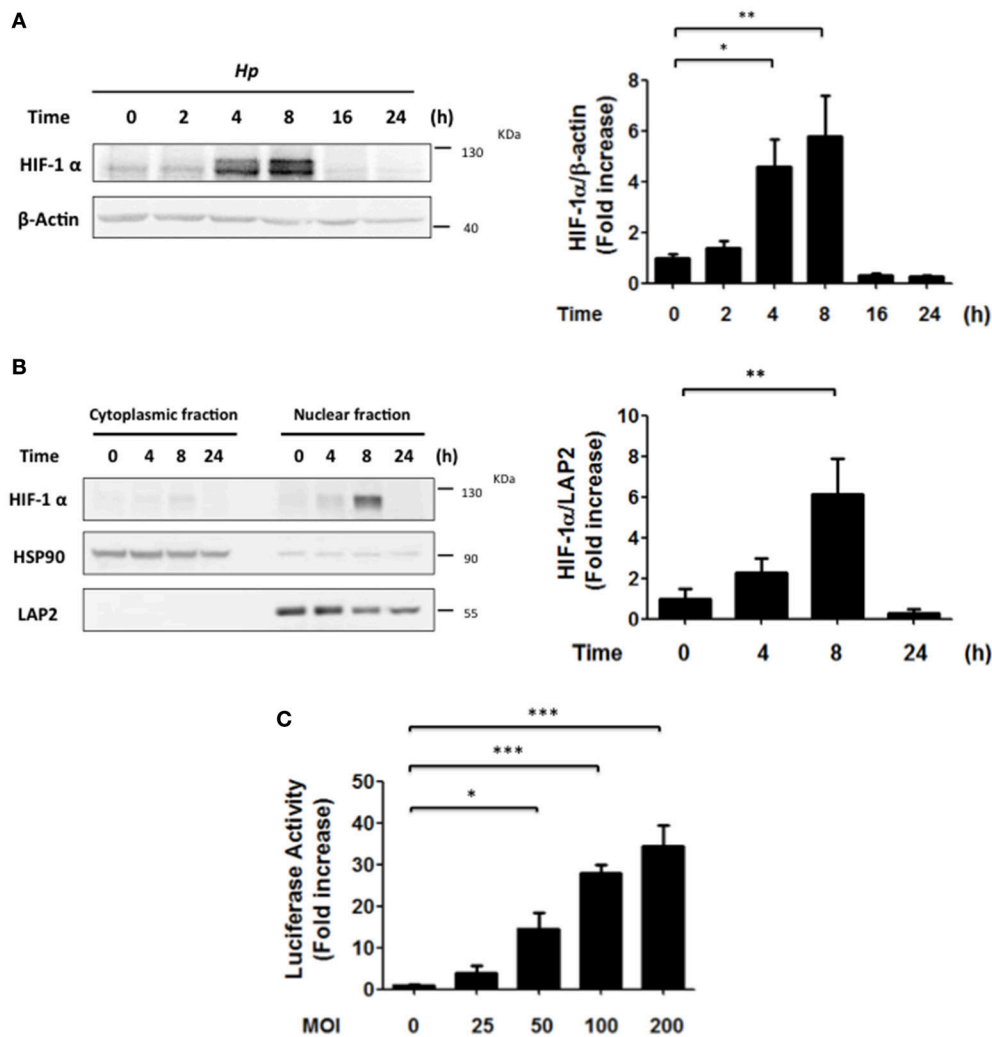 A
Hp
Time 0 2 4 8 16 24 (h)
KDa
HIF-1 α
130
β-Actin
40
**
*
HIF-1α/β-actin
(Fold increase)
8
6
4
2
0
Time 0 2 4 8 16 24 (h)
B
Cytoplasmic fraction Nuclear fraction
Time 0 4 8 24 0 4 8 24 (h)
KDa
HIF-1 α
130
HSP90
90
LAP2
55
**
HIF-1α/LAP2
(Fold increase)
10
8
6
4
2
0
Time 0 4 8 24 (h)
C
***
***
*
Luciferase Activity
(Fold increase)
50
40
30
20
10
0
MOI 0 25 50 100 200